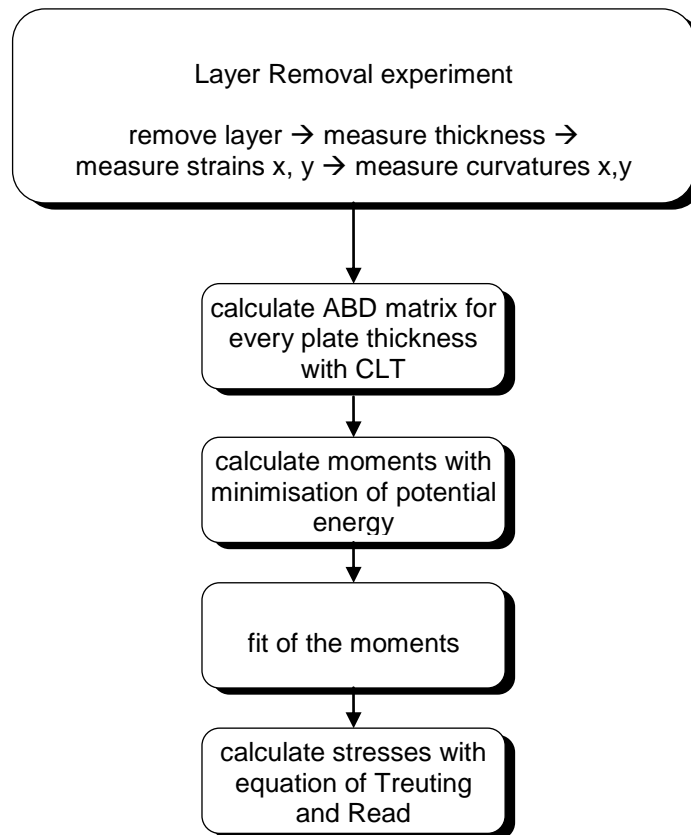 Layer Removal experiment
remove layer → measure thickness →
measure strains x, y → measure curvatures x,y
calculate ABD matrix for
every plate thickness
with CLT
calculate moments with
minimisation of potential
energy
fit of the moments
calculate stresses with
equation of Treuting
and Read